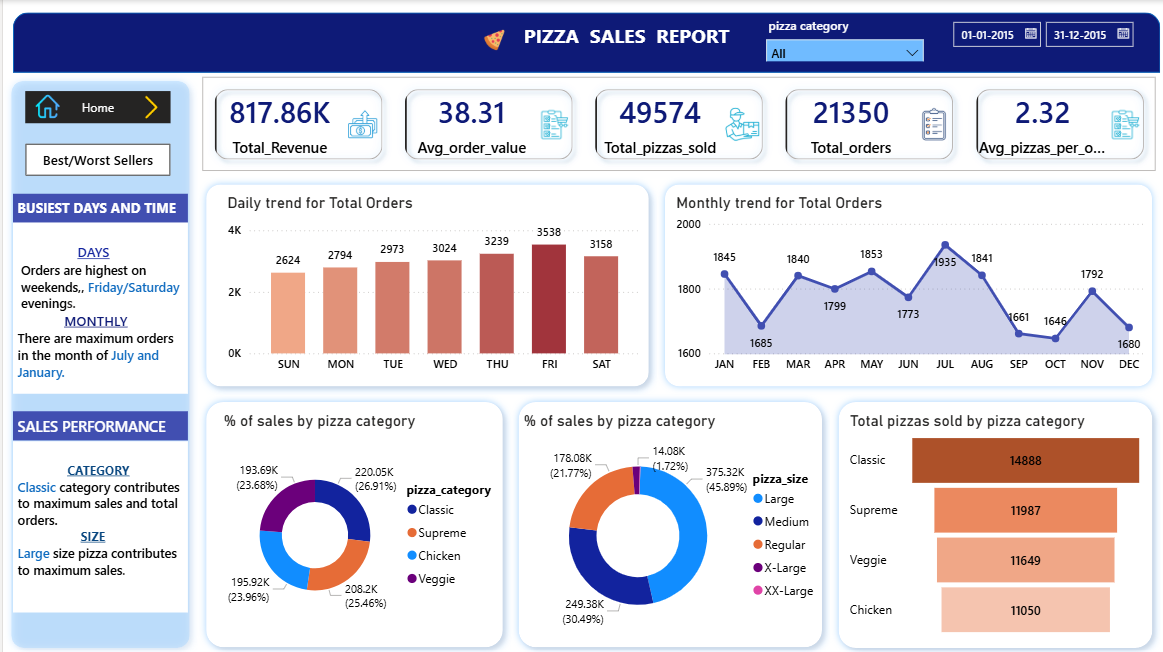 PIZZA SALES REPORT
pizza category
All
01-01-2015
31-12-2015
Home
Best/Worst Sellers
817.86K
Total_Revenue
38.31
Avg_order_value
49574
Total_pizzas_sold
21350
Total_orders
2.32
Avg_pizzas_per_o...
BUSIEST DAYS AND TIME
DAYS
Orders are highest on
weekends,, Friday/Saturday
evenings.
MONTHLY
There are maximum orders
in the month of July and
January.
SALES PERFORMANCE
CATEGORY
Classic category contributes
to maximum sales and total
orders.
SIZE
Large size pizza contributes
to maximum sales.
Daily trend for Total Orders
4K
2K
0K
2624
2794
2973
3024
3239
3538
3158
SUN
MON
TUE
WED
THU
FRI
SAT
Monthly trend for Total Orders
2000
1800
1600
1845
1685
1840
1799
1853
1773
1935
1841
1661
1646
1792
1680
JAN
FEB
MAR
APR
MAY
JUN
JUL
AUG
SEP
OCT
NOV
DEC
% of sales by pizza category
193.69K
(23.68%)
220.05K
(26.91%)
195.92K
(23.96%)
208.2K
(25.46%)
pizza_category
Classic
Supreme
Chicken
Veggie
% of sales by pizza category
178.08K
(21.77%)
14.08K
(1.72%)
375.32K
(45.89%)
249.38K
(30.49%)
pizza_size
Large
Medium
Regular
X-Large
XX-Large
Total pizzas sold by pizza category
Classic
14888
Supreme
11987
Veggie
11649
Chicken
11050